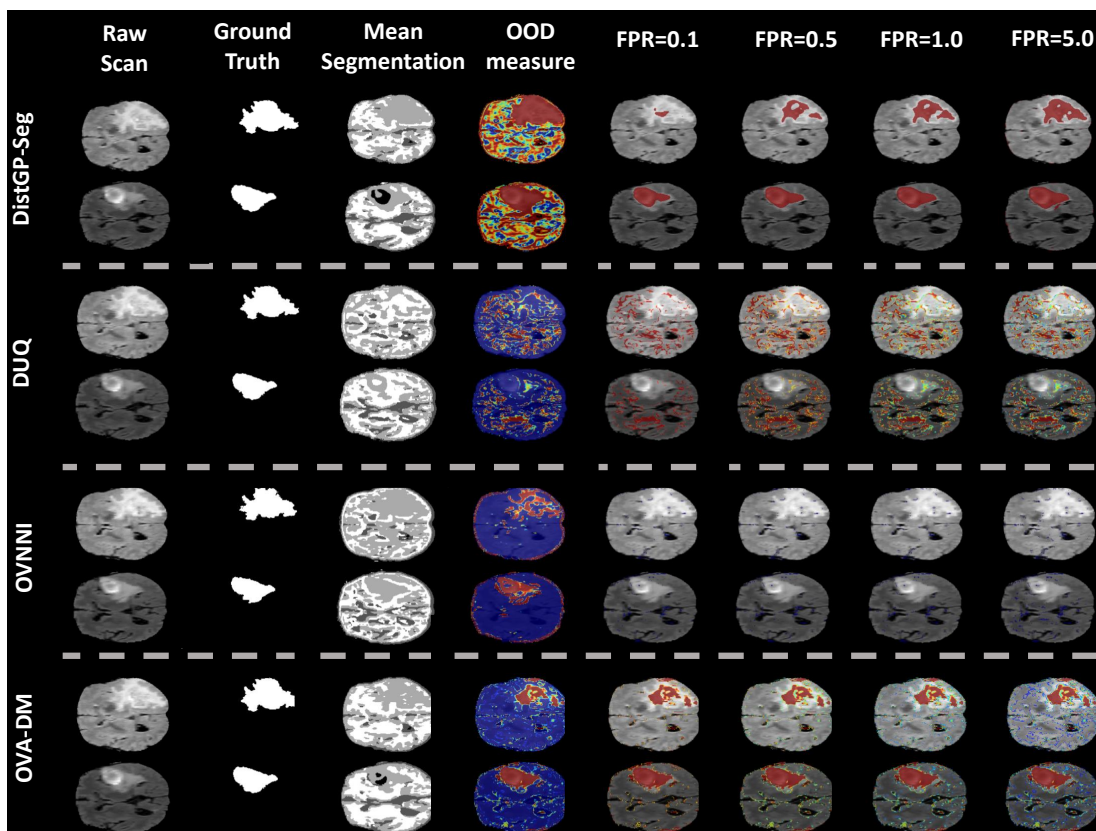 Raw
Scan
Ground
Truth
Mean
Segmentation
OOD
measure
FPR=0.1
FPR=0.5
FPR=1.0
FPR=5.0
DistGP-Seg
DUQ
OVNNI
OVA-DM